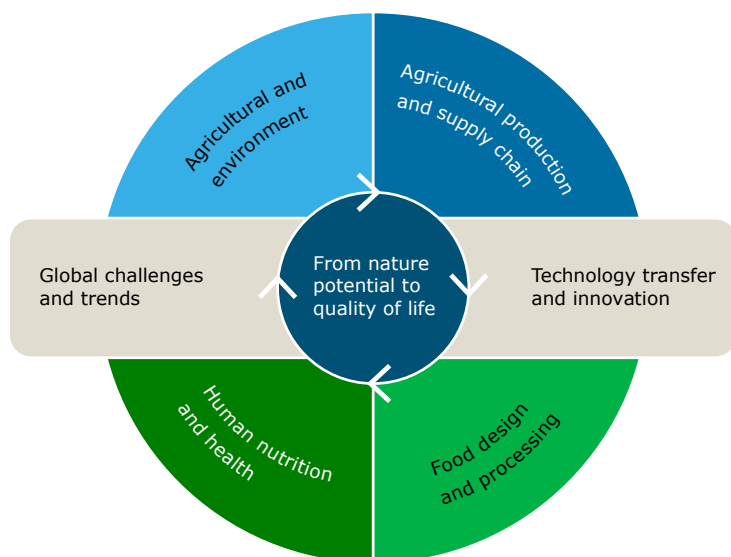 Agricultural and
environment
Agricultural production
and supply chain
Global challenges
and trends
From nature
potential to
quality of life
Technology transfer
and innovation
Human nutrition
and health
Food design
and processing